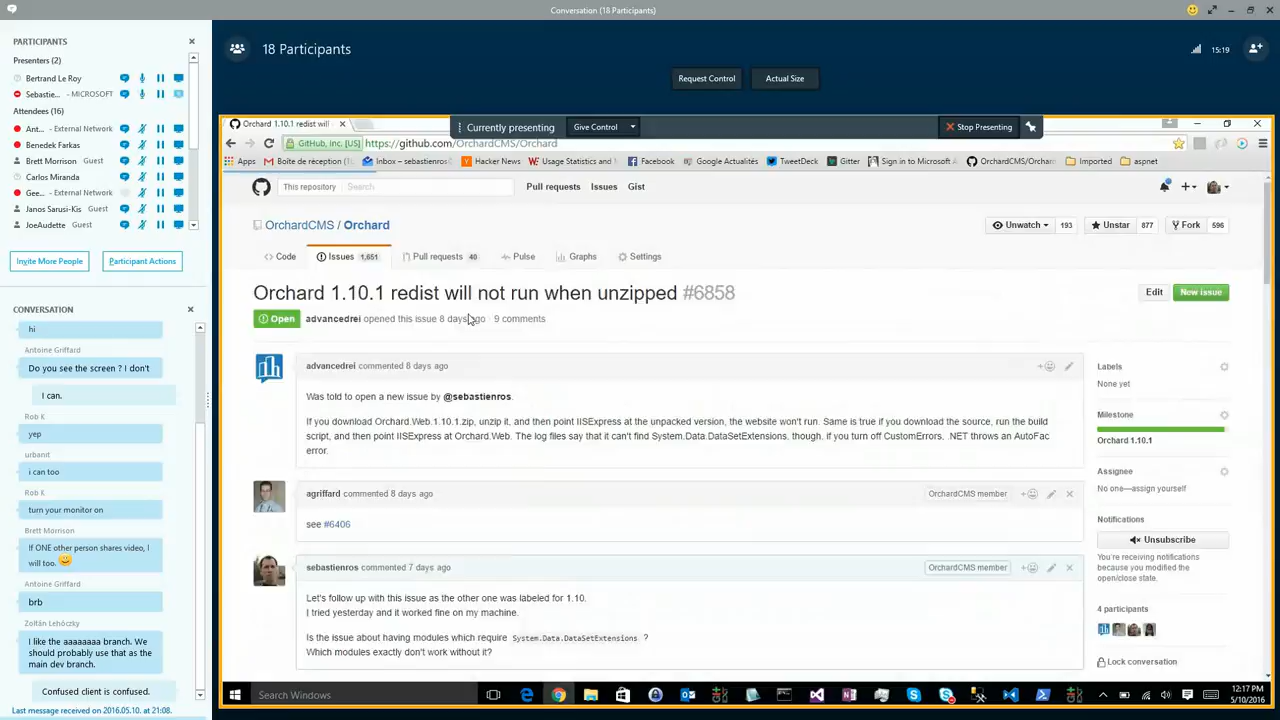 Conversation (18 Participants)
PARTICIPANTS
Presenters (2)
Bertrand Le Roy
Sebastie... - MICROSOFT
Attendees (16)
Ant... - External Network
Benedek Farkas
Brett Morrison
Carlos Miranda
Gee... - External Network
Janos Sarusi-Kis Guest
JoeAudette Guest
Invite More People
Participant Actions
CONVERSATION
hi
Antoine Griffard
Do you see the screen ? I don't
I can.
Rob K
yep
urbanit
i can too
Rob K
turn your monitor on
Brett Morrison
If ONE other person shares video, I
will too.
Antoine Griffard
brb
Zoltán Lehóczky
I like the aaaaaaaa branch. We
should probably use that as the
main dev branch.
Confused client is confused.
Last message received on 2016.05.10. at 21:08.
18 Participants
15:19
Request Control
Actual Size
Orchard 1.10.1 redist will
Currently presenting
Give Control
Stop Presenting
GitHub, Inc. [US]
https://github.com/OrchardCMS/Orchard
Apps
Boîte de réception (1
Inbox – sebastienros
Hacker News
Usage Statistics and
Facebook
Google Actualités
TweetDeck
Gitter
Sign in to Microsoft A
OrchardCMS/Orchar
Imported
aspnet
This repository
Search
Pull requests
Issues
Gist
OrchardCMS / Orchard
Unwatch
193
Unstar
877
Fork
596
Code
Issues 1,651
Pull requests 40
Pulse
Graphs
Settings
Orchard 1.10.1 redist will not run when unzipped #6858
Edit
New issue
Open
advancedrei opened this issue 8 days ago 9 comments
advancedrei commented 8 days ago
Was told to open a new issue by @sebastienros.
If you download Orchard.Web.1.10.1.zip, unzip it, and then point IISExpress at the unpacked version, the website won't run. Same is true if you download the source, run the build
script, and then point IISExpress at Orchard.Web. The log files say that it can't find System.Data.DataSetExtensions, though. if you turn off CustomErrors, .NET throws an AutoFac
error.
agriffard commented 8 days ago
OrchardCMS member
see #6406
sebastienros commented 7 days ago
OrchardCMS member
Let's follow up with this issue as the other one was labeled for 1.10.
I tried yesterday and it worked fine on my machine.
Is the issue about having modules which require System.Data.DataSetExtensions ?
Which modules exactly don't work without it?
Labels
None yet
Milestone
Orchard 1.10.1
Assignee
No one—assign yourself
Notifications
Unsubscribe
You're receiving notifications
because you modified the
open/close state.
4 participants
Lock conversation
Search Windows
12:17 PM
5/10/2016